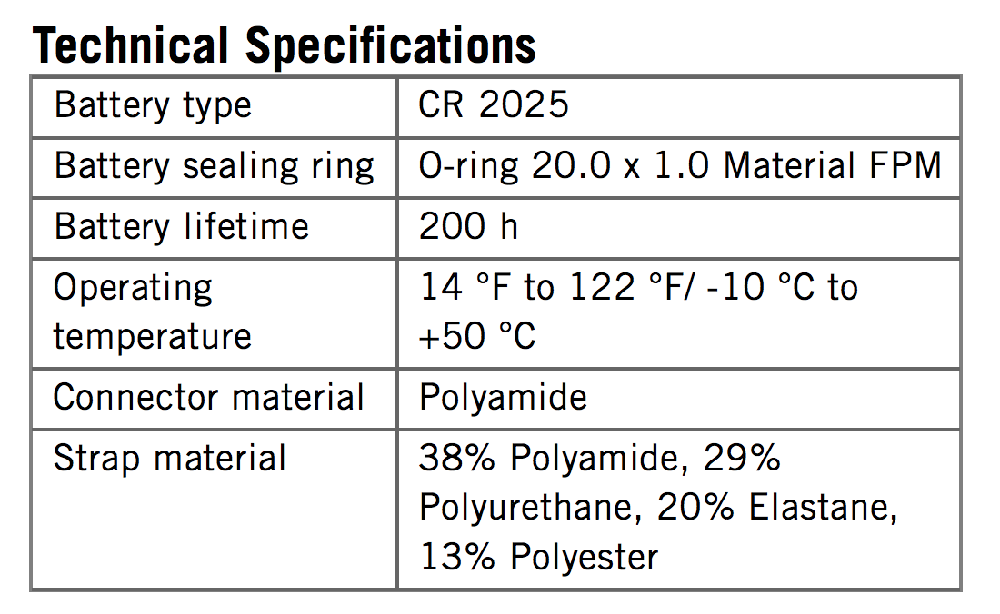 Technical Specifications
Battery type CR 2025
Battery sealing ring O-ring 20.0 x 1.0 Material FPM
Battery lifetime 200 h
Operating temperature 14 °F to 122 °F/ -10 °C to
+50 °C
Connector material Polyamide
Strap material 38% Polyamide, 29%
Polyurethane, 20% Elastane,
13% Polyester